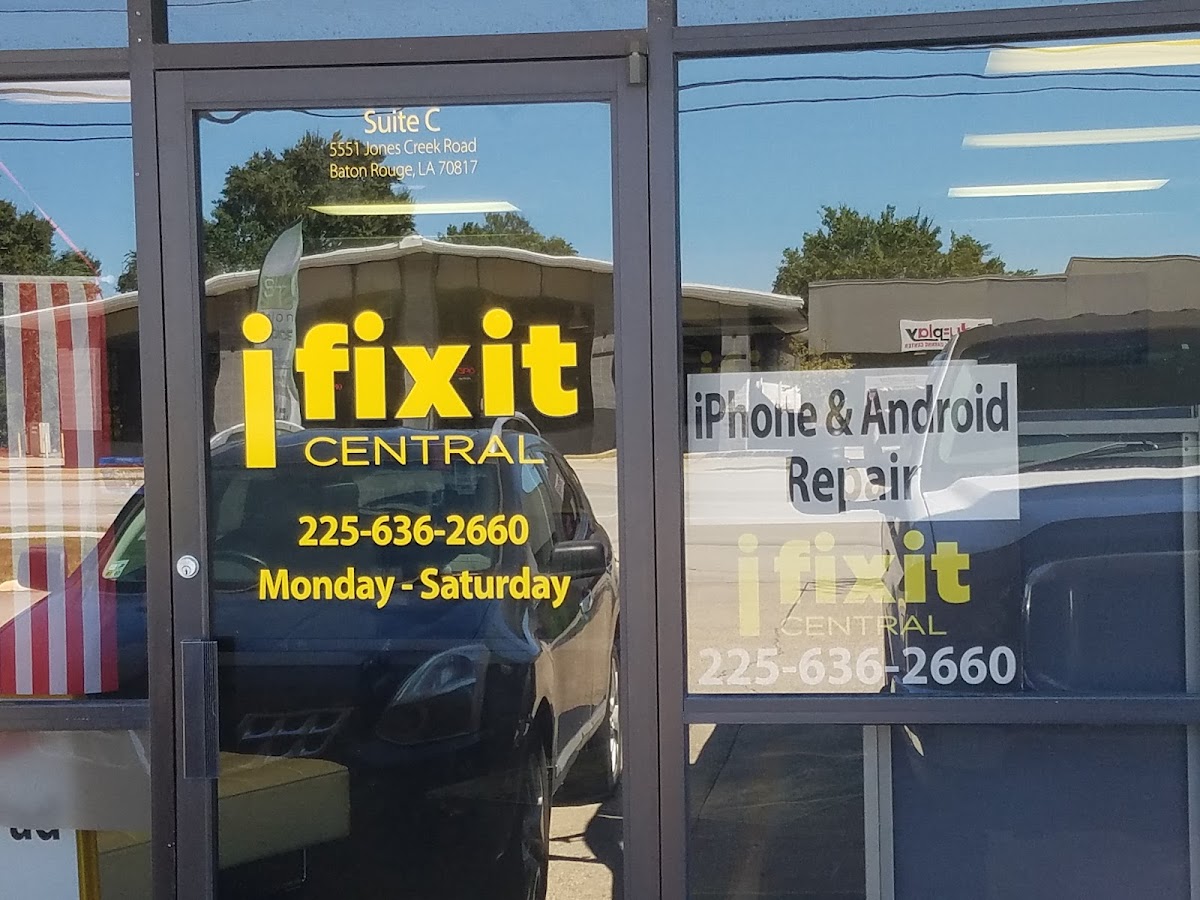 Suite C
5551 Jones Creek Road
Baton Rouge, LA 70817
ifixit
CENTRAL
225-636-2660
Monday - Saturday
iPhone & Android
Repair
ifixit
CENTRAL
225-636-2660